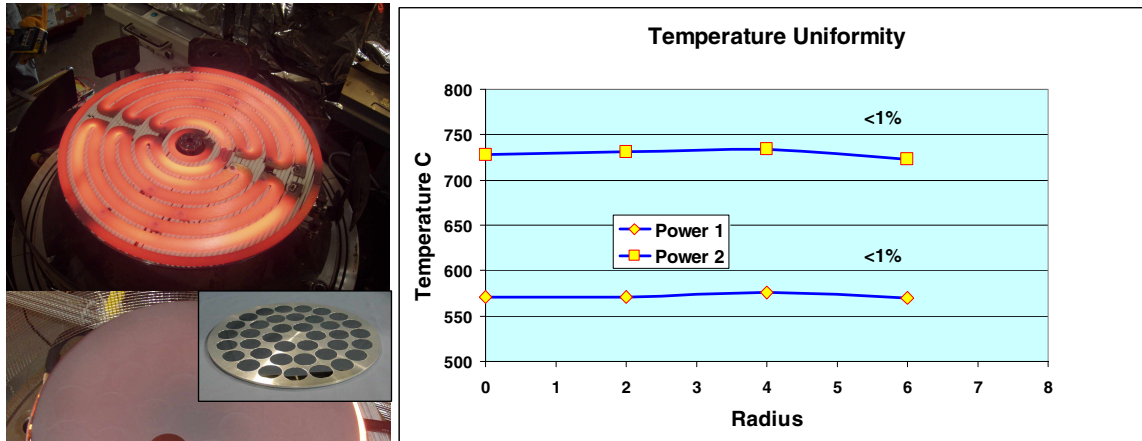 Temperature Uniformity
Temperature C
800
750
700
650
600
550
500
<1%
Power 1
Power 2
<1%
0 1 2 3 4 5 6 7 8
Radius